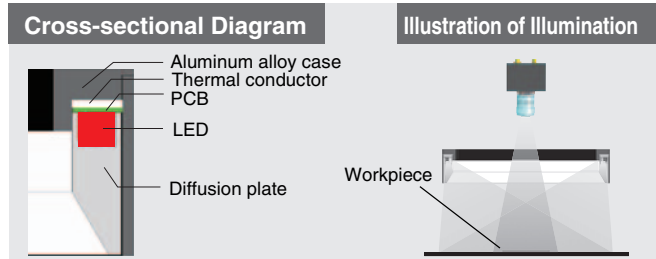 Cross-sectional Diagram
Aluminum alloy case
Thermal conductor
PCB
LED
Diffusion plate
Illustration of Illumination
Workpiece